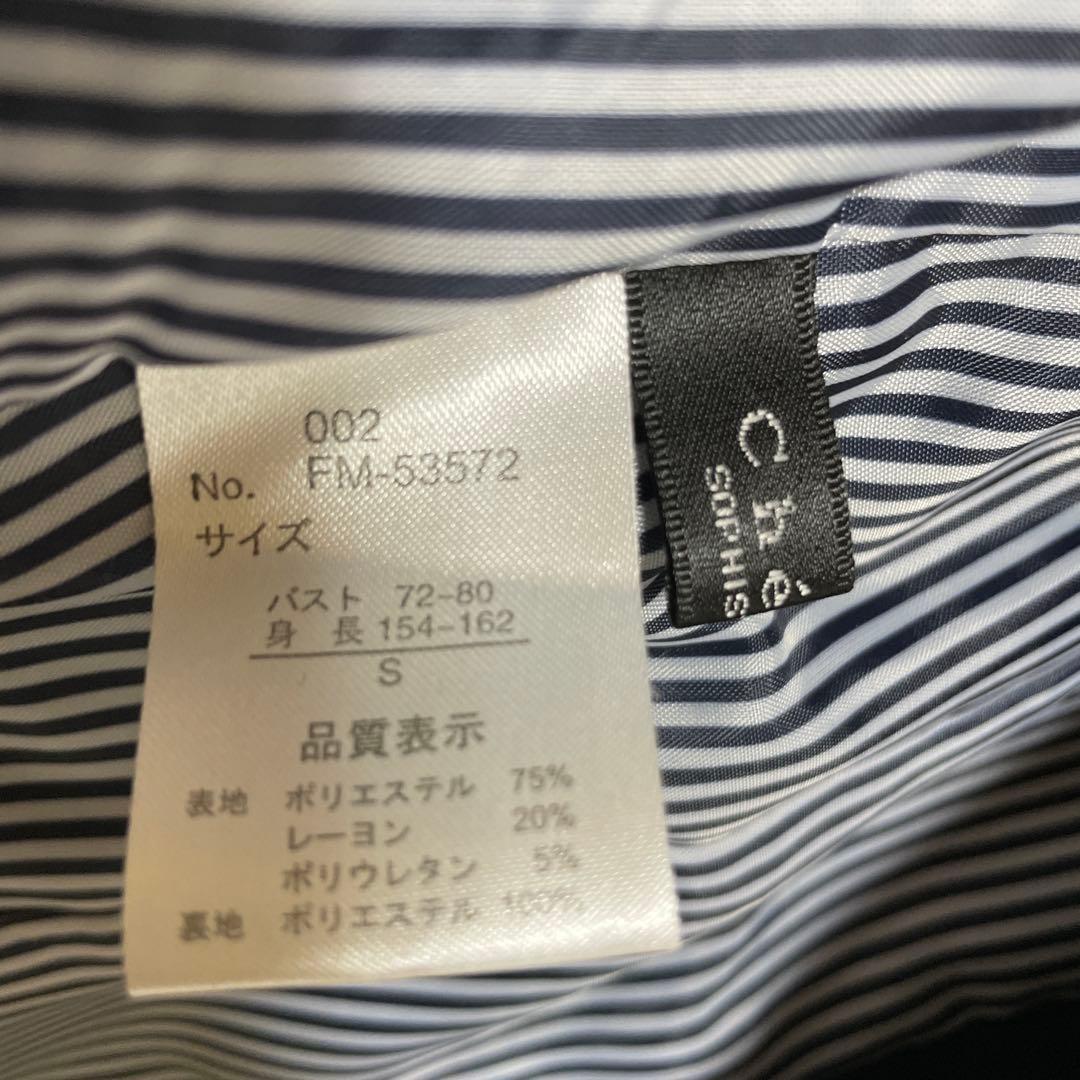 002
No. FM-53572
サイズ
バスト 72-80
身 長 154-162
S
品質表示
表地 ポリエステル 75%
レーヨン 20%
ポリウレタン 5%
裏地 ポリエステル 100%
Ché
SOPHIS